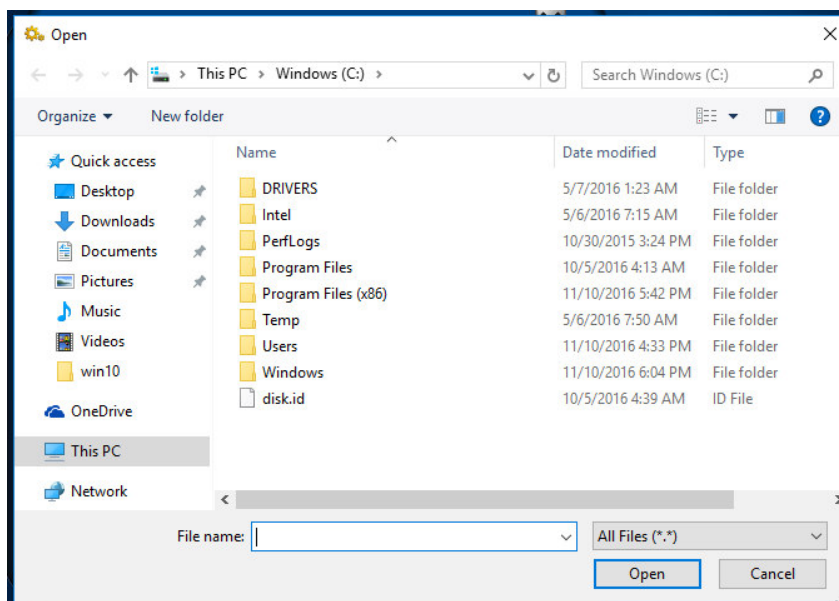 Open
This PC > Windows (C:) >
Search Windows (C:)
Organize
New folder
Quick access
Desktop
Downloads
Documents
Pictures
Music
Videos
win10
OneDrive
This PC
Network
Name Date modified Type
DRIVERS 5/7/2016 1:23 AM File folder
Intel 5/6/2016 7:15 AM File folder
PerfLogs 10/30/2015 3:24 PM File folder
Program Files 10/5/2016 4:13 AM File folder
Program Files (x86) 11/10/2016 5:42 PM File folder
Temp 5/6/2016 7:50 AM File folder
Users 11/10/2016 4:33 PM File folder
Windows 11/10/2016 6:04 PM File folder
disk.id 10/5/2016 4:39 AM ID File
File name:
All Files (*.*)
Open
Cancel